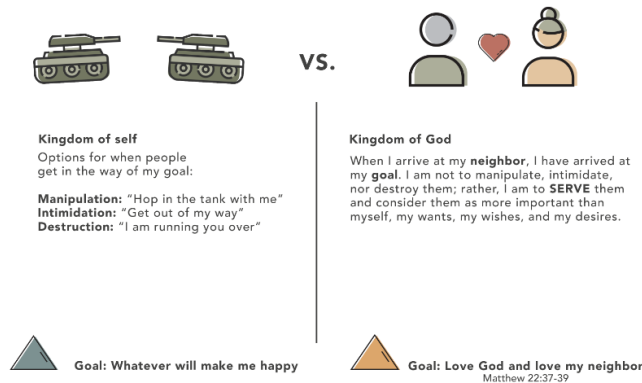 VS.
Kingdom of self
Options for when people
get in the way of my goal:
Manipulation: “Hop in the tank with me”
Intimidation: “Get out of my way”
Destruction: “I am running you over”
Goal: Whatever will make me happy
Kingdom of God
When I arrive at my neighbor, I have arrived at
my goal. I am not to manipulate, intimidate,
nor destroy them; rather, I am to SERVE them
and consider them as more important than
myself, my wants, my wishes, and my desires.
Goal: Love God and love my neighbor
Matthew 22:37-39